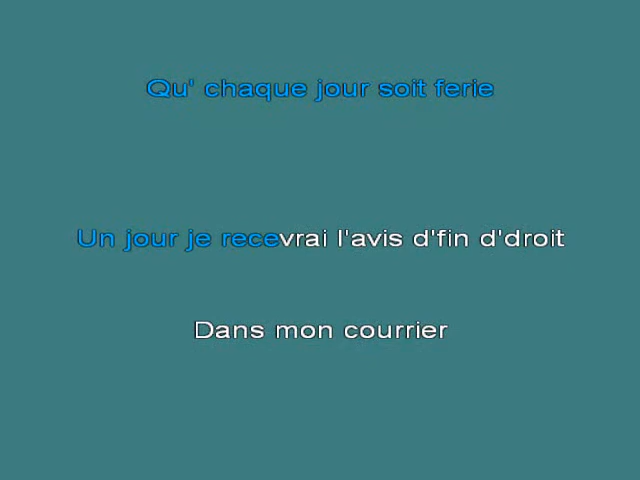 Qu' chaque jour soit ferie
Un jour je recevrai l'avis d'fin d'droit
Dans mon courrier